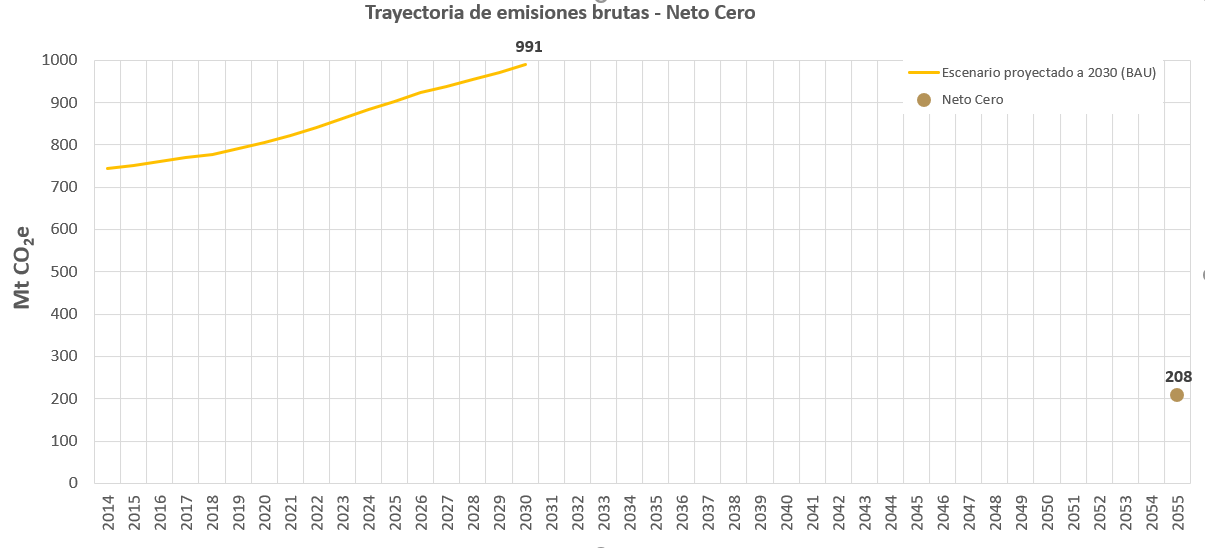 Trayectoria de emisiones brutas - Neto Cero
991
1000
900
800
700
600
500
400
300
200
100
0
Mt CO₂e
Escenario proyectado a 2030 (BAU)
Neto Cero
208
2014 2015 2016 2017 2018 2019 2020 2021 2022 2023 2024 2025 2026 2027 2028 2029 2030 2031 2032 2033 2034 2035 2036 2037 2038 2039 2040 2041 2042 2043 2044 2045 2046 2047 2048 2049 2050 2051 2052 2053 2054 2055